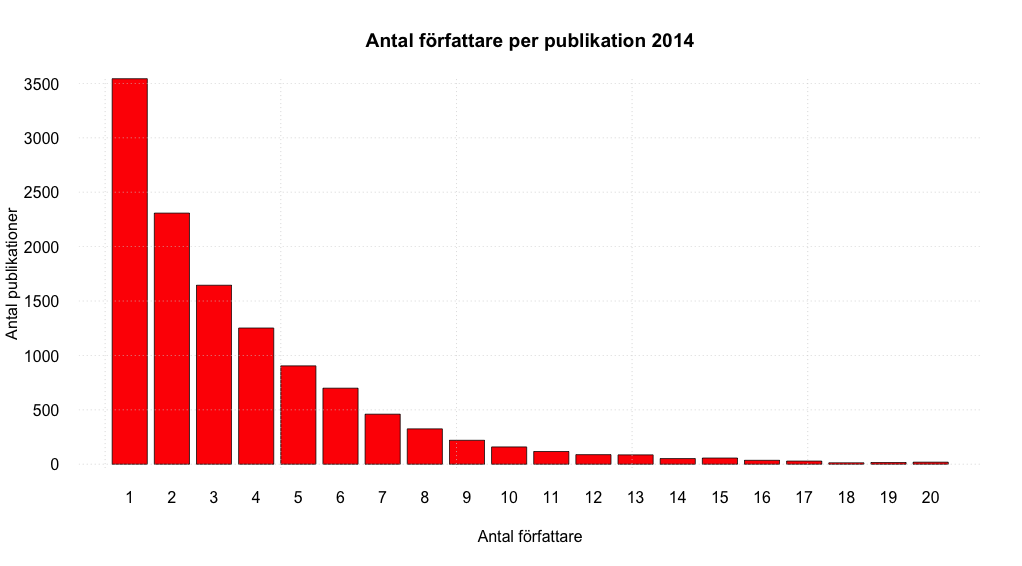 Antal författare per publikation 2014
Antal publikationer
3500
3000
2500
2000
1500
1000
500
0
1 2 3 4 5 6 7 8 9 10 11 12 13 14 15 16 17 18 19 20
Antal författare